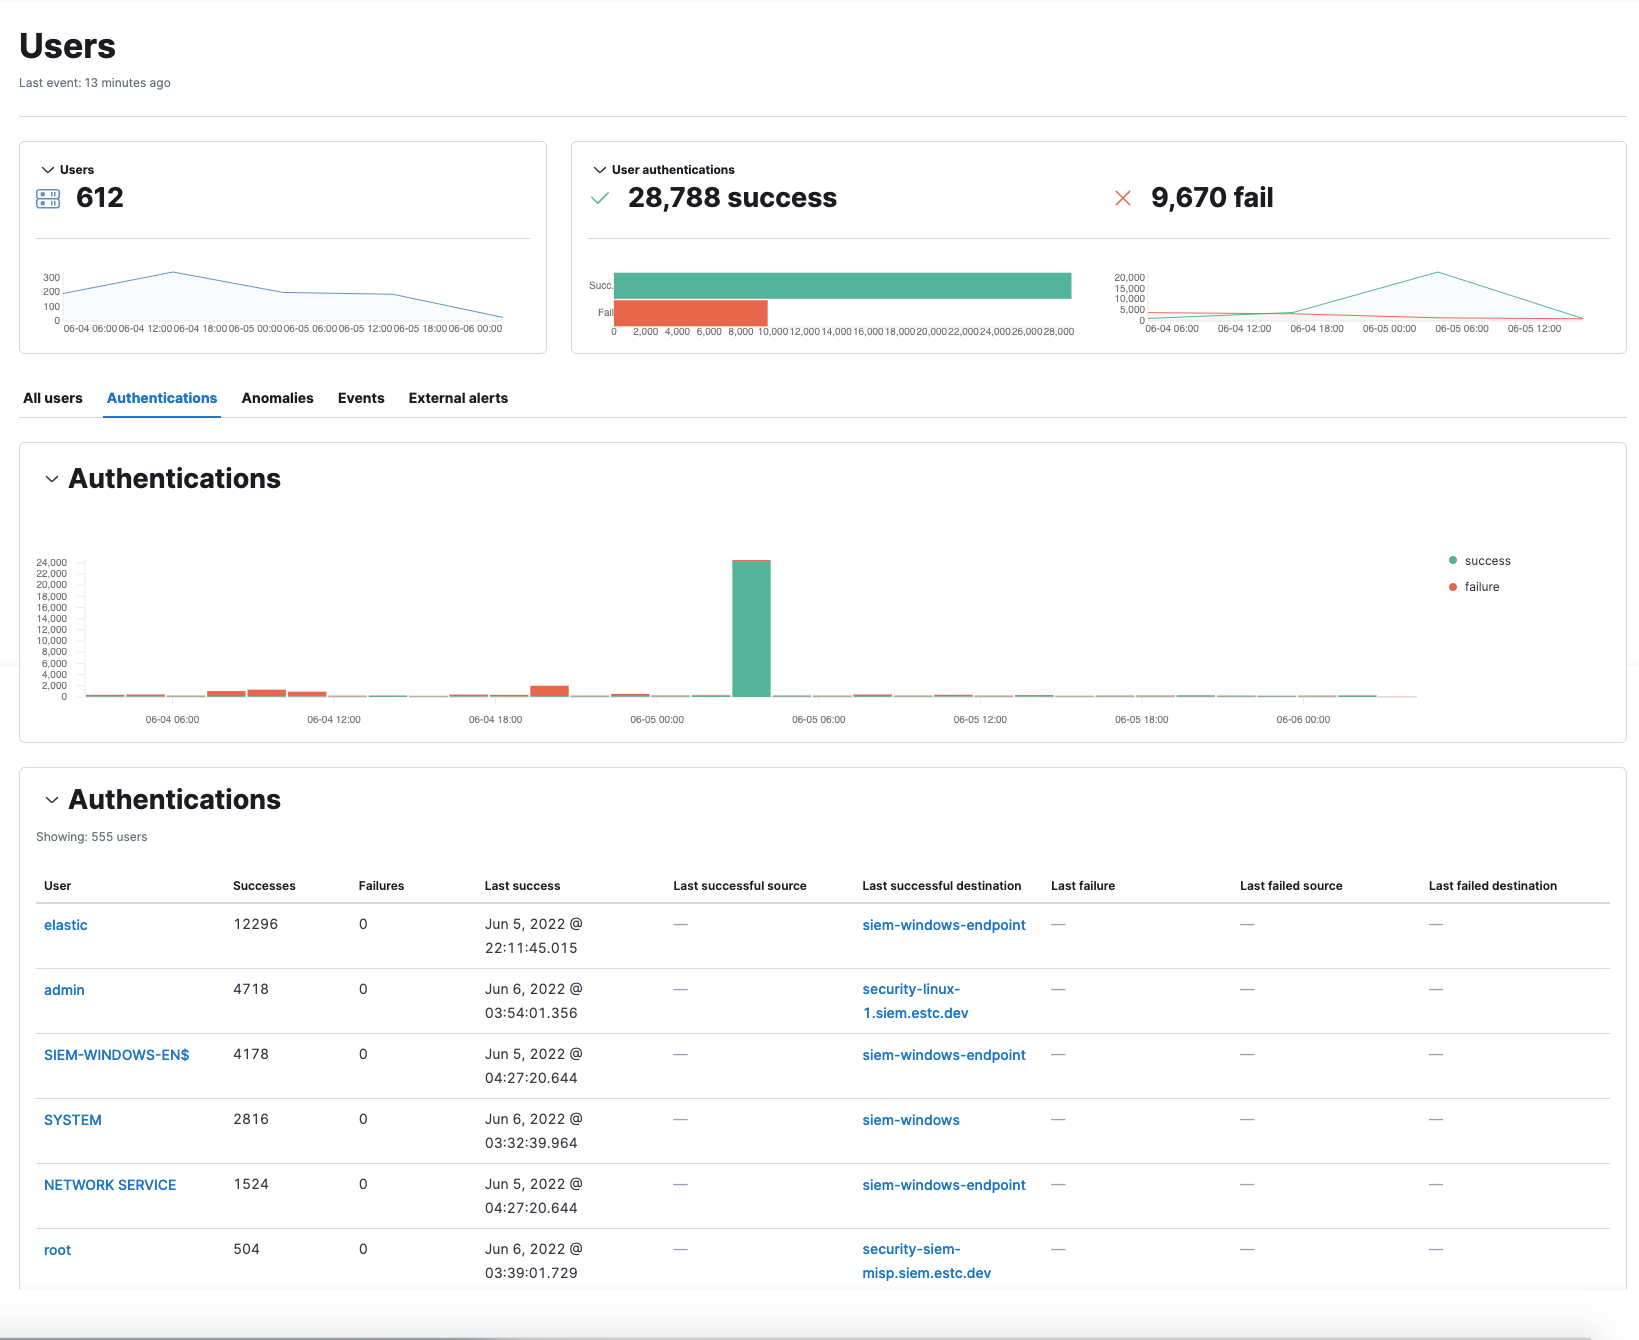 Users
Last event: 13 minutes ago
Users
612
User authentications
28,788 success
9,670 fail
300
200
100
0
06-04 06:00 06-04 12:00 06-04 18:00 06-05 00:00 06-05 06:00 06-05 12:00 06-05 18:00 06-06 00:00
Succ.
Fail
0 2,000 4,000 6,000 8,000 10,000 12,000 14,000 16,000 18,000 20,000 22,000 24,000 26,000 28,000
20,000
15,000
10,000
5,000
0
06-04 06:00 06-04 12:00 06-04 18:00 06-05 00:00 06-05 06:00 06-05 12:00
All users Authentications Anomalies Events External alerts
Authentications
24,000
22,000
20,000
18,000
16,000
14,000
12,000
10,000
8,000
6,000
4,000
2,000
0
06-04 06:00 06-04 12:00 06-04 18:00 06-05 00:00 06-05 06:00 06-05 12:00 06-05 18:00 06-06 00:00
success
failure
Authentications
Showing: 555 users
User Successes Failures Last success Last successful source Last successful destination Last failure Last failed source Last failed destination
elastic 12296 0 Jun 5, 2022 @ — siem-windows-endpoint — — —
22:11:45.015
admin 4718 0 Jun 6, 2022 @ — security-linux- — — —
03:54:01.356 1.siem.estc.dev
SIEM-WINDOWS-EN$ 4178 0 Jun 5, 2022 @ — siem-windows-endpoint — — —
04:27:20.644
SYSTEM 2816 0 Jun 6, 2022 @ — siem-windows — — —
03:32:39.964
NETWORK SERVICE 1524 0 Jun 5, 2022 @ — siem-windows-endpoint — — —
04:27:20.644
root 504 0 Jun 6, 2022 @ — security-siem- — — —
03:39:01.729 misp.siem.estc.dev